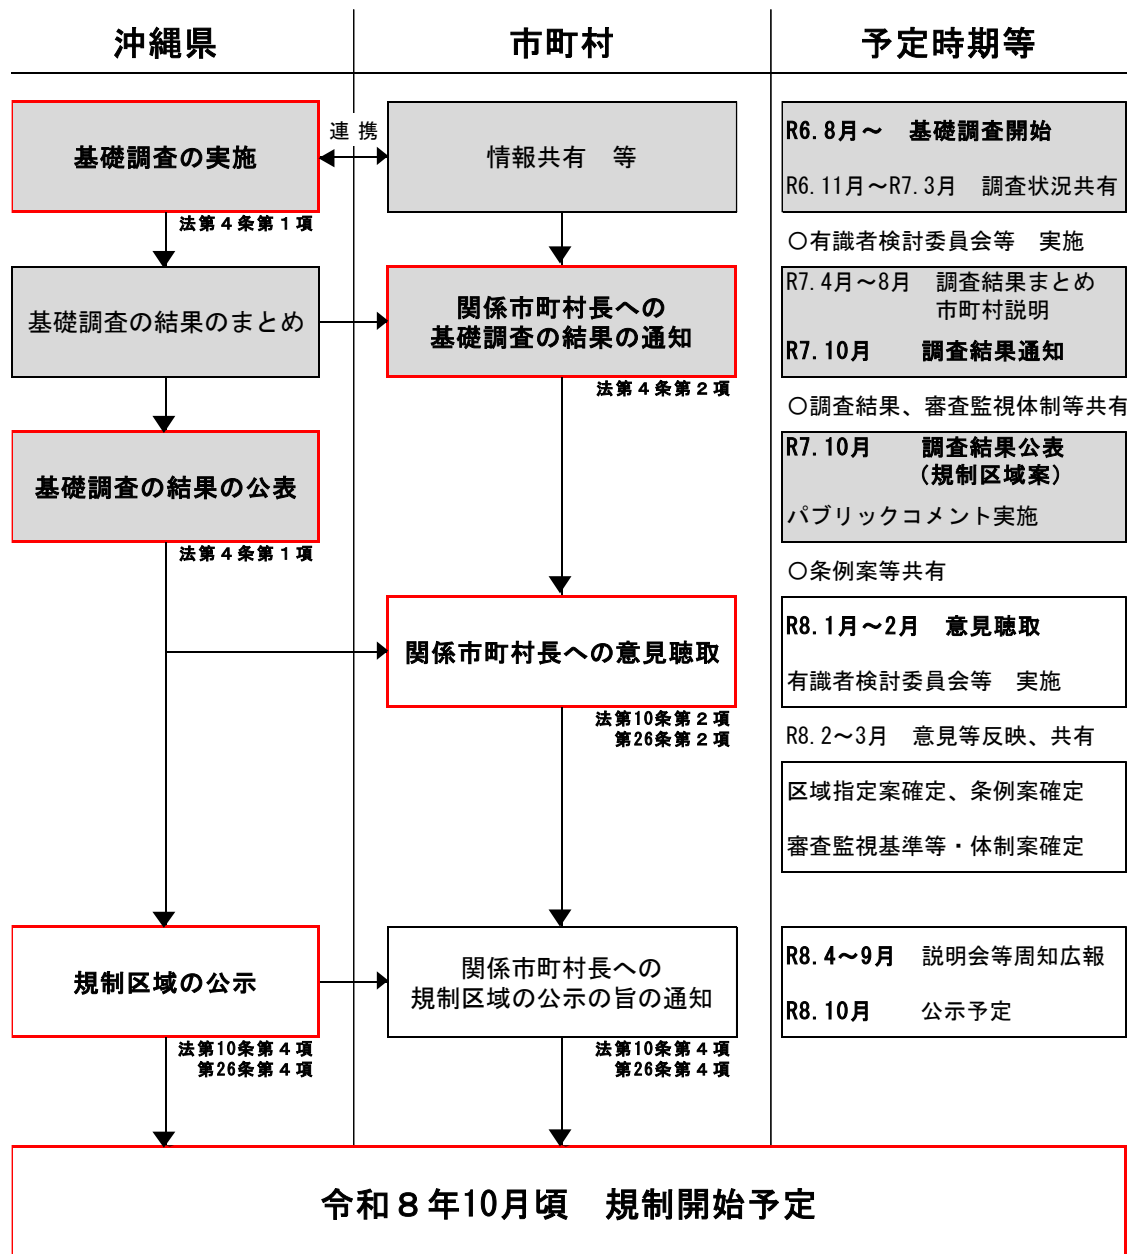 沖縄県
市町村
予定時期等
基礎調査の実施
連 携
情報共有　等
R6.8月～　基礎調査開始
R6.11月～R7.3月　調査状況共有
法第４条第１項
〇有識者検討委員会等　実施
基礎調査の結果のまとめ
関係市町村長への
基礎調査の結果の通知
R7.4月～8月　調査結果まとめ
市町村説明
R7.10月　　調査結果通知
法第４条第２項
〇調査結果、審査監視体制等共有
基礎調査の結果の公表
R7.10月　　調査結果公表
（規制区域案）
パブリックコメント実施
法第４条第１項
〇条例案等共有
関係市町村長への意見聴取
R8.1月～2月　意見聴取
有識者検討委員会等　実施
法第10条第２項
第26条第２項
R8.2～3月　意見等反映、共有
区域指定案確定、条例案確定
審査監視基準等・体制案確定
規制区域の公示
関係市町村長への
規制区域の公示の旨の通知
R8.4～9月　説明会等周知広報
R8.10月　　公示予定
法第10条第４項
第26条第４項
法第10条第４項
第26条第４項
令和８年10月頃　規制開始予定